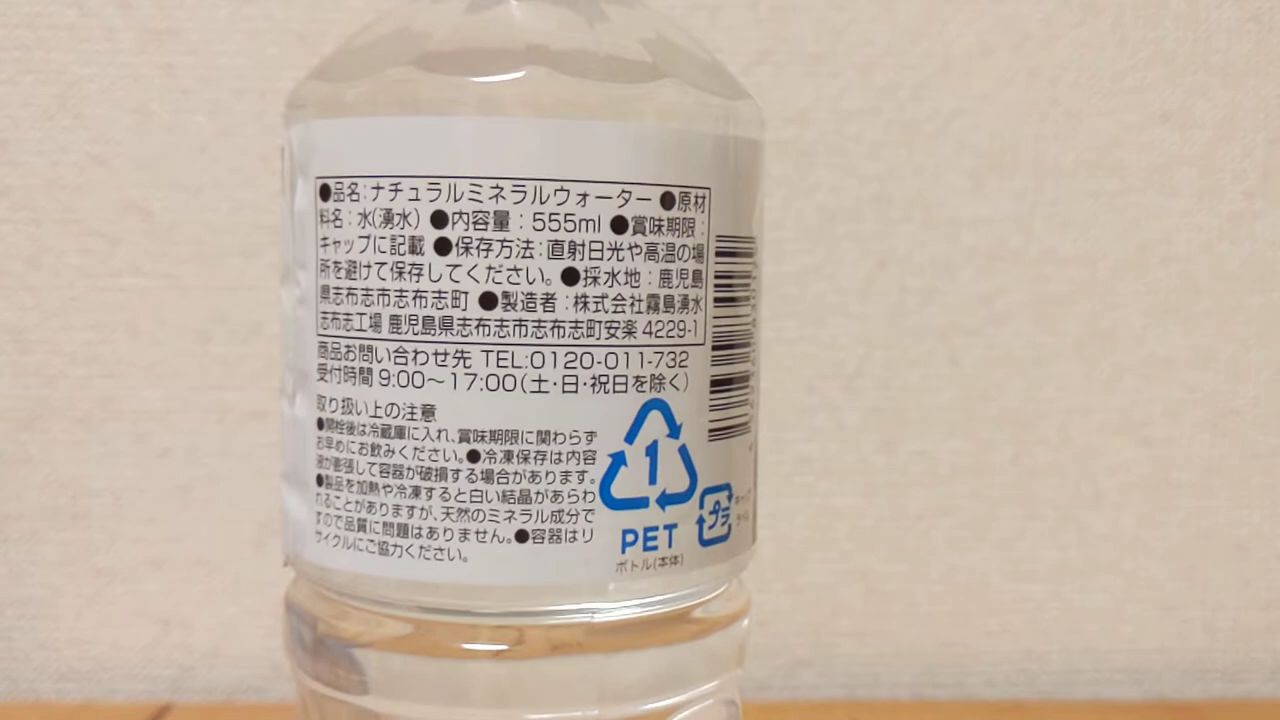 ●品名:ナチュラルミネラルウォーター ●原材
料名:水(湧水) ●内容量:555ml ●賞味期限:
キャップに記載 ●保存方法:直射日光や高温の場
所を避けて保存してください。 ●採水地:鹿児島
県志布志市志布志町 ●製造者:株式会社霧島湧水
志布志工場 鹿児島県志布志市志布志町安楽 4229-1
商品お問い合わせ先 TEL:0120-011-732
受付時間 9:00〜17:00(土・日・祝日を除く)
取り扱い上の注意
●開栓後は冷蔵庫に入れ、賞味期限に関わらず
お早めにお飲みください。●冷凍保存は内容
液が膨張して容器が破損する場合があります。
●製品を加熱や冷凍すると白い結晶があらわ
れることがありますが、天然のミネラル成分で
すので品質に問題はありません。●容器はリ
サイクルにご協力ください。
1
PET
ボトル(本体)
プラ